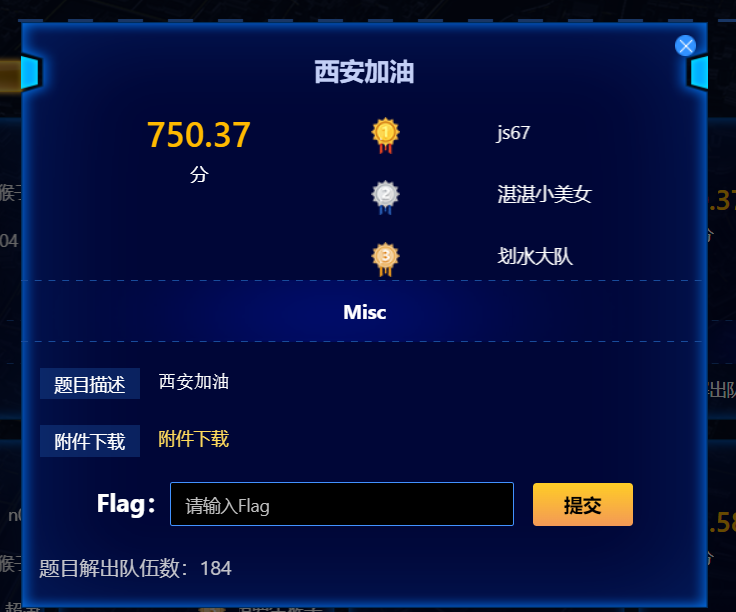 西安加油
750.37
分
1
js67
2
湛湛小美女
3
划水大队
Misc
题目描述 西安加油
附件下载 附件下载
Flag: 请输入Flag 提交
题目解出队伍数：184